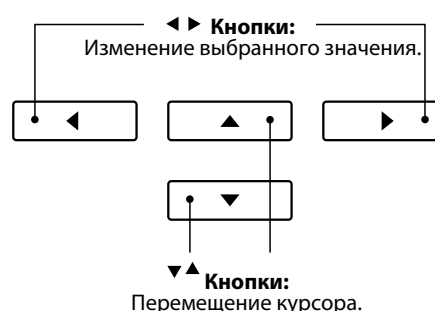 ◀ ▶ Кнопки:
Изменение выбранного значения.
▼▲ Кнопки:
Перемещение курсора.